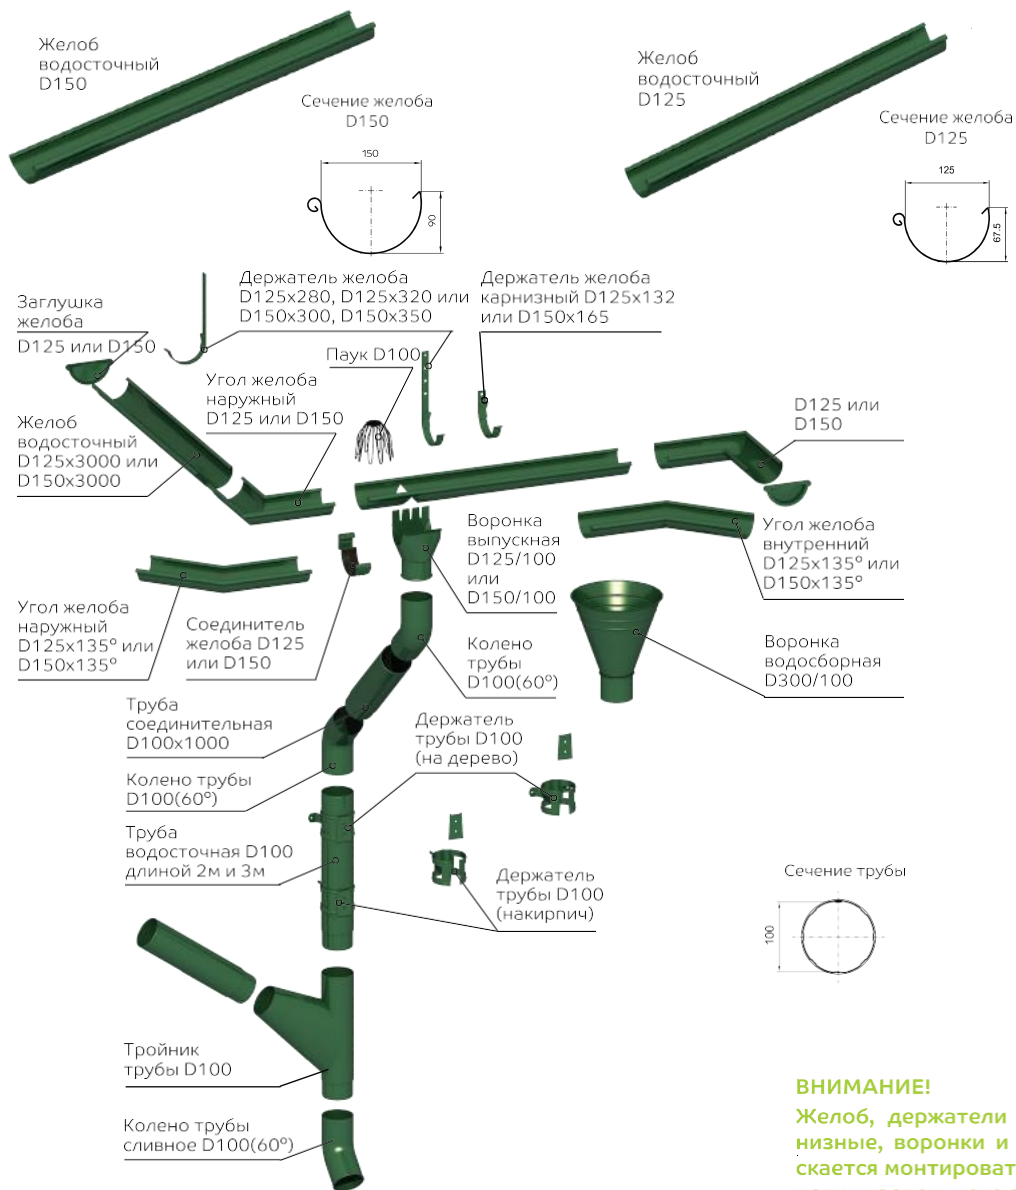 Желоб
водосточный
D150
Сечение желоба
D150
150
90
Желоб
водосточный
D125
Сечение желоба
D125
125
67.5
Заглушка
желоба
D125 или D150
Держатель желоба
D125x280, D125x320 или
D150x300, D150x350
Держатель желоба
карнизный D125x132
или D150x165
Паук D100
Угол желоба
наружный
D125 или D150
Желоб
водосточный
D125x3000 или
D150x3000
D125 или
D150
Воронка
выпускная
D125/100
или
D150/100
Угол желоба
внутренний
D125x135° или
D150x135°
Угол желоба
наружный
D125x135° или
D150x135°
Соединитель
желоба D125
или D150
Колено
трубы
D100(60°)
Воронка
водосборная
D300/100
Труба
соединительная
D100x1000
Держатель
трубы D100
(на дерево)
Колено трубы
D100(60°)
Труба
водосточная D100
длиной 2м и 3м
Держатель
трубы D100
(накирпич)
Сечение трубы
100
Тройник
трубы D100
Колено трубы
сливное D100(60°)
ВНИМАНИЕ!
Желоб, держатели
низные, воронки и
скается монтироват